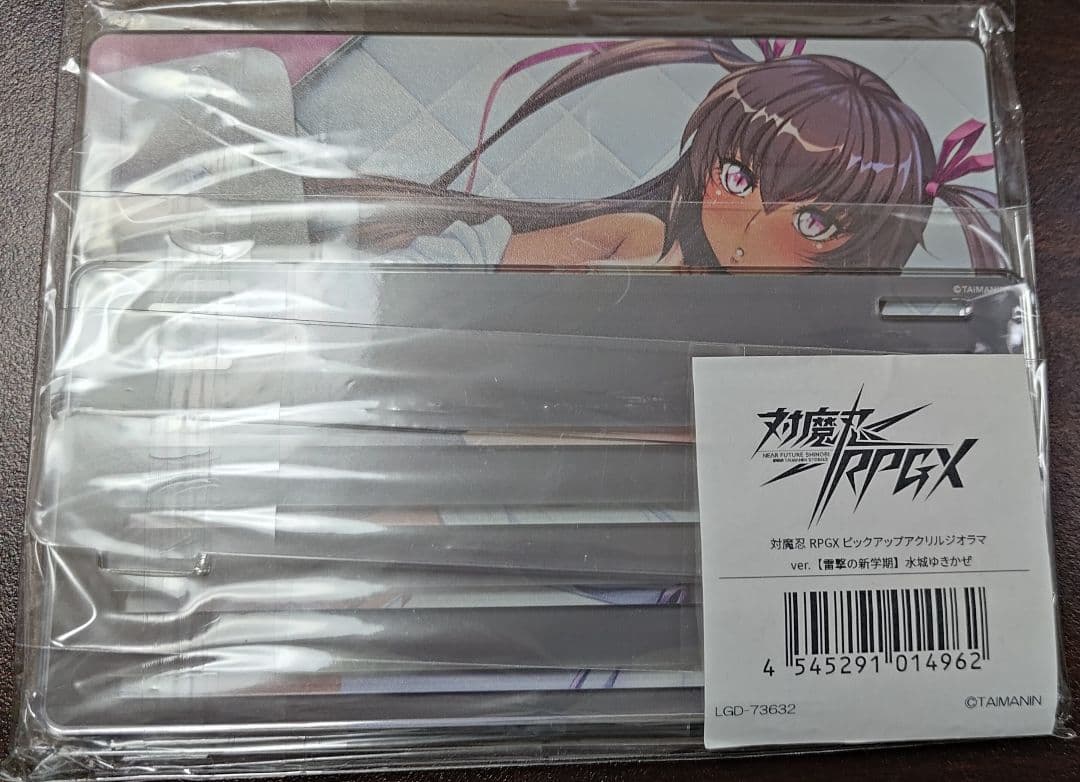 ©TAIMANIN
対魔忍
NEAR FUTURE SHINOBI
RPGX
対魔忍 RPGX ピックアップアクリルジオラマ
ver.【雷撃の新学期】水城ゆきかぜ
4 545291 014962
LGD-73632
©TAIMANIN